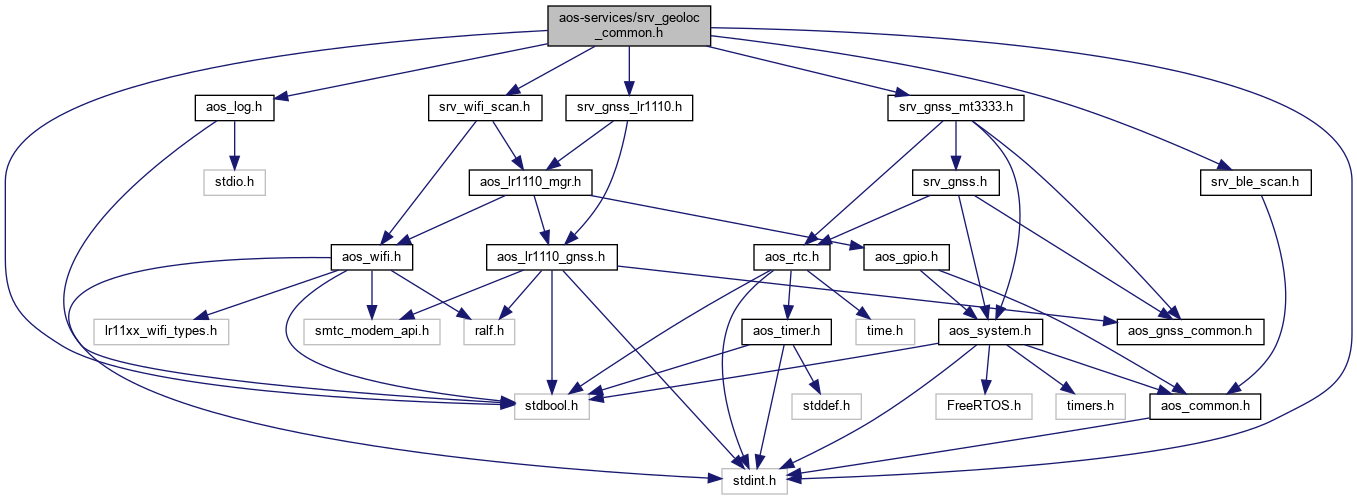 aos-services/srv_geoloc
_common.h
aos_log.h
srv_wifi_scan.h
srv_gnss_lr1110.h
srv_gnss_mt3333.h
stdio.h
aos_lr1110_mgr.h
srv_gnss.h
srv_ble_scan.h
aos_wifi.h
aos_lr1110_gnss.h
aos_rtc.h
aos_gpio.h
lr11xx_wifi_types.h
smtc_modem_api.h
ralf.h
aos_timer.h
time.h
aos_system.h
aos_gnss_common.h
stdbool.h
stddef.h
FreeRTOS.h
timers.h
aos_common.h
stdint.h